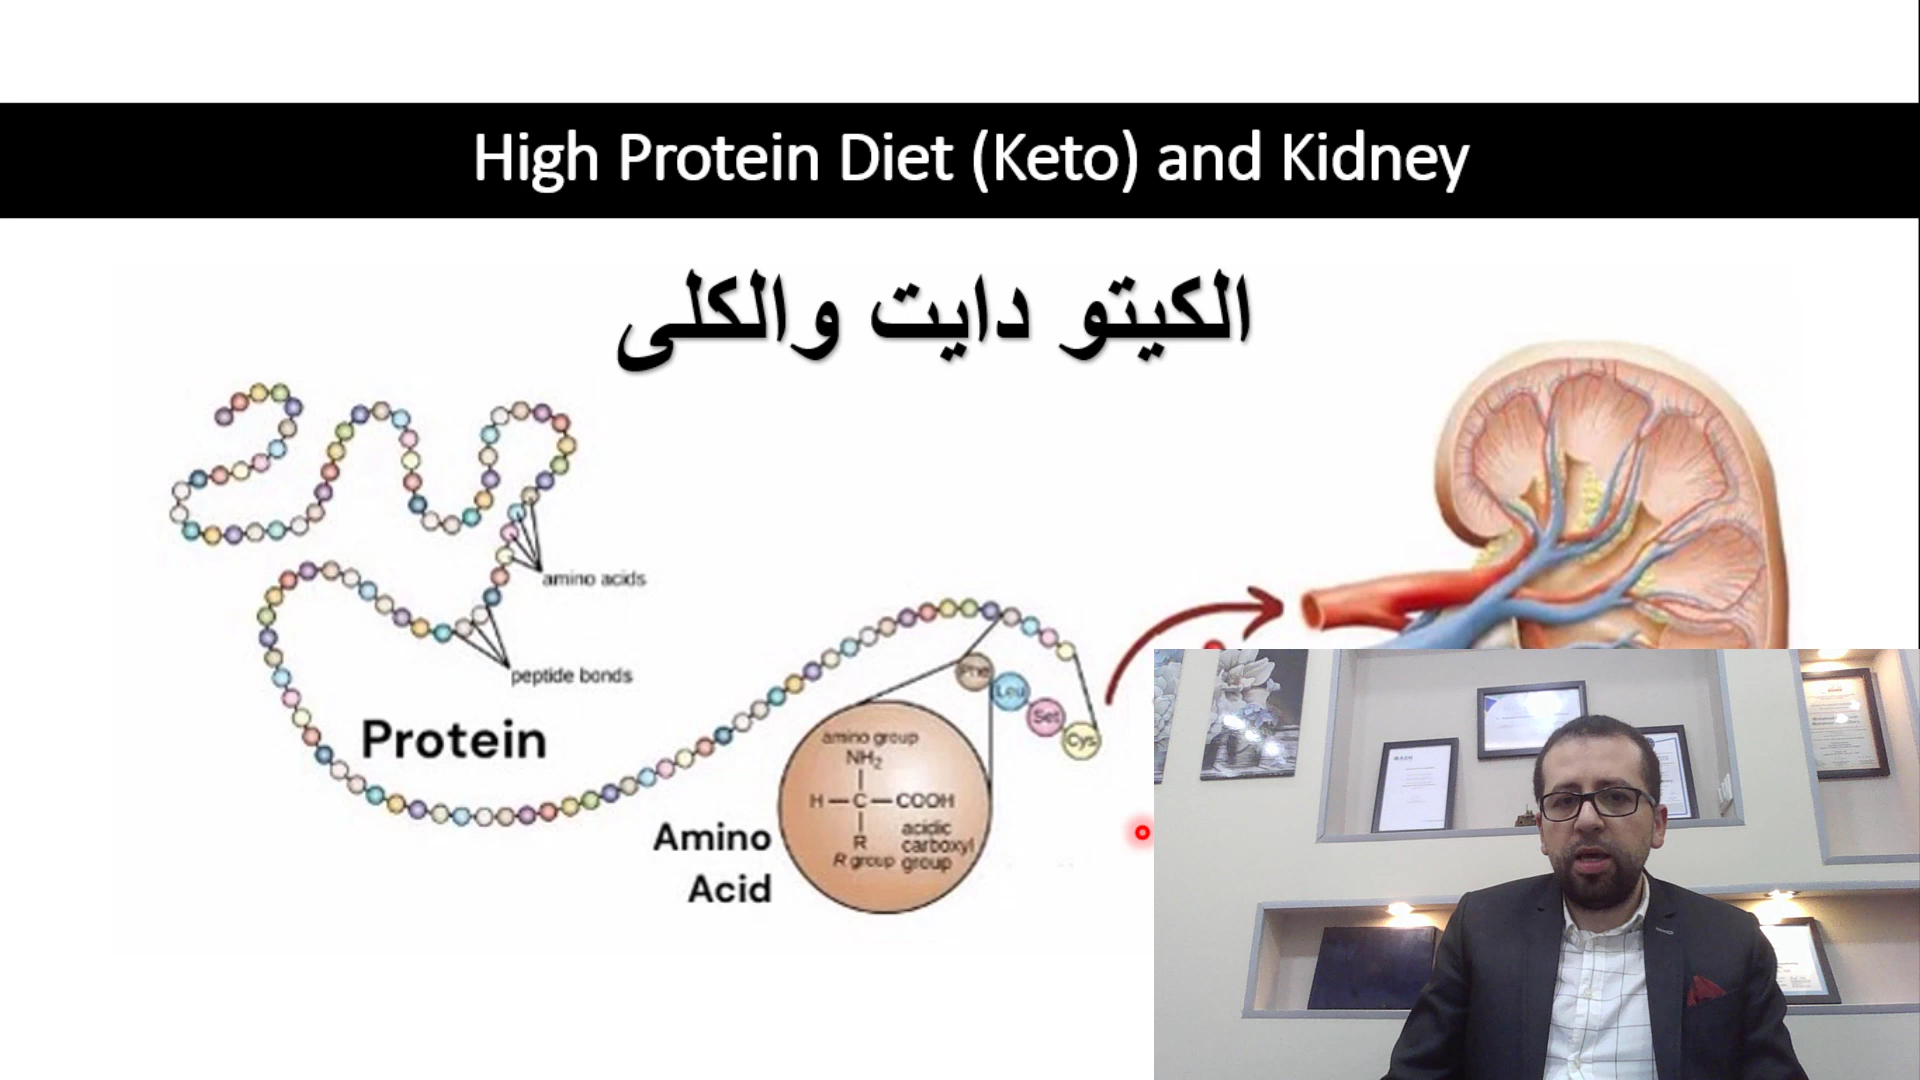 High Protein Diet (Keto) and Kidney
الكيتو دايت والكلى
amino acids
peptide bonds
Protein
Phe
Leu
Set
Cys
amino group
NH₂
H—C—COOH
R
acidic
carboxyl
R group group
Amino
Acid